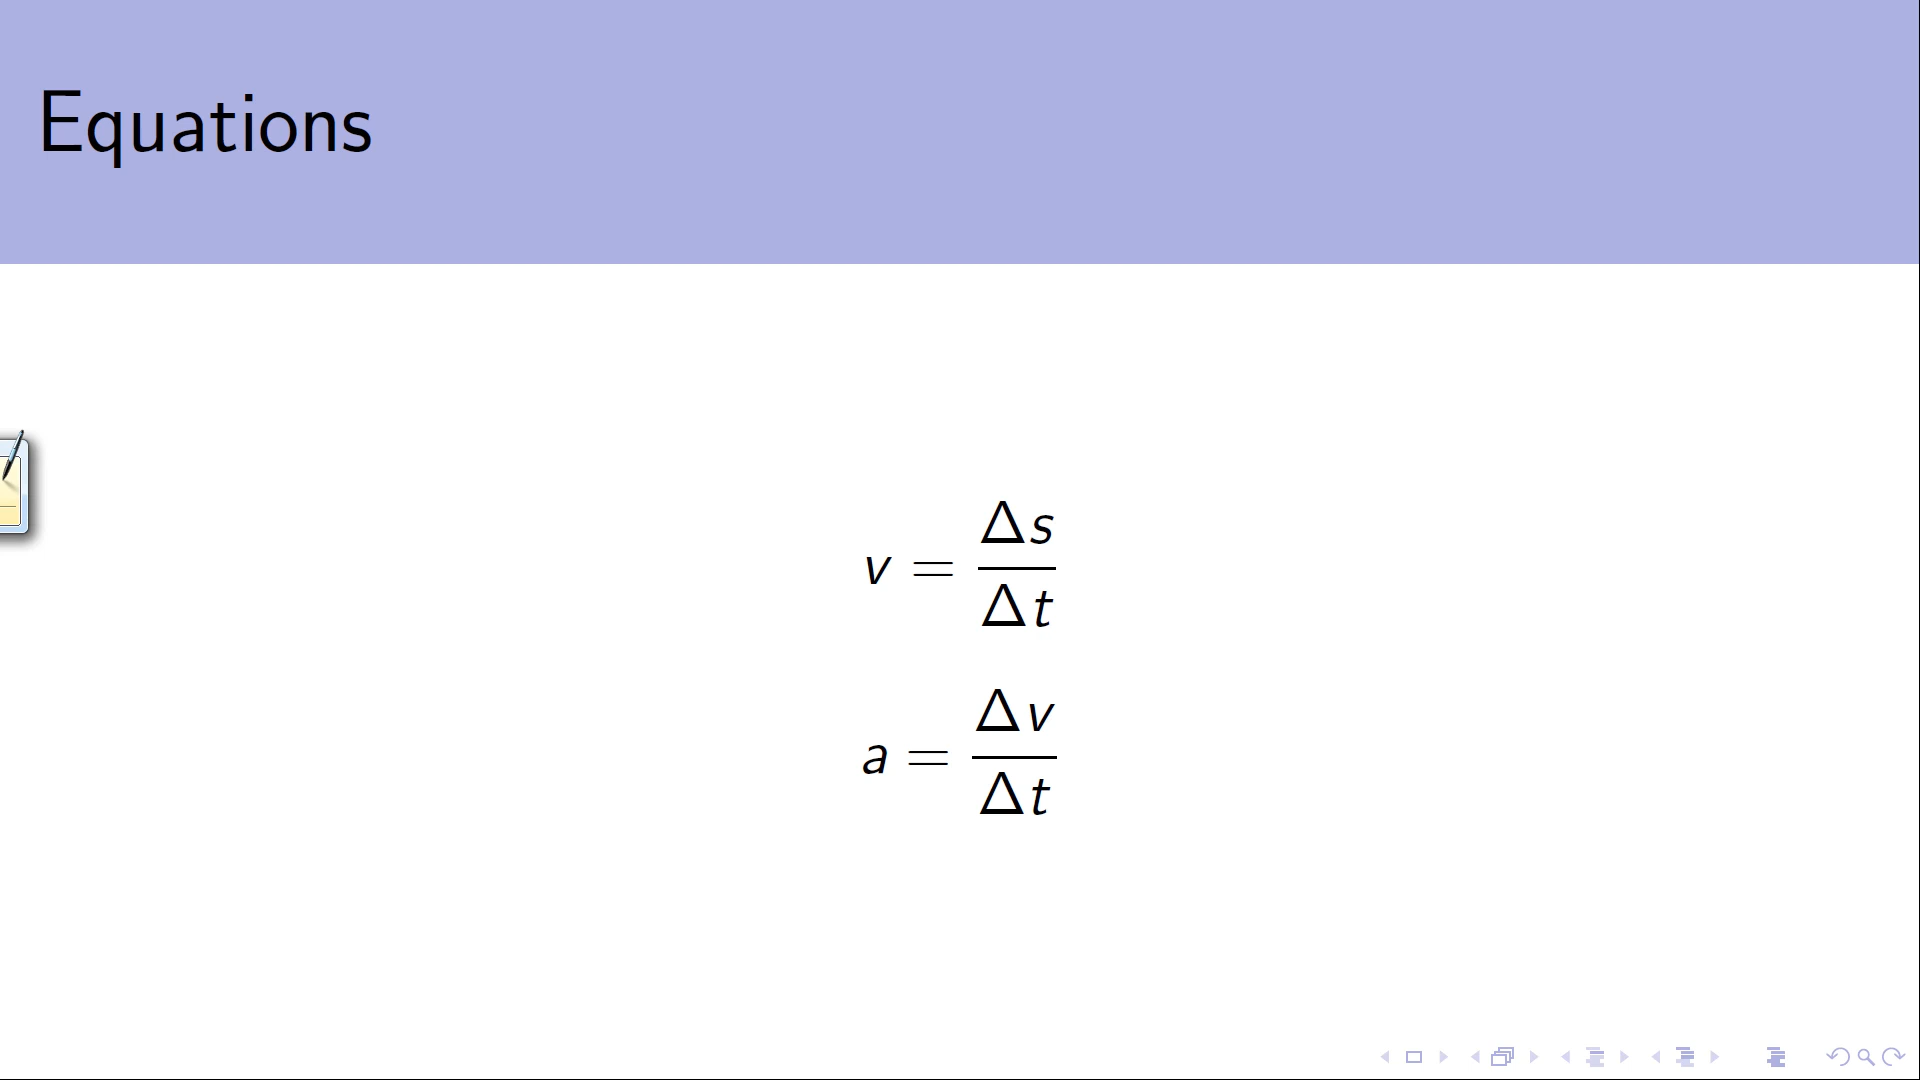 Equations
v = Δs / Δt
a = Δv / Δt